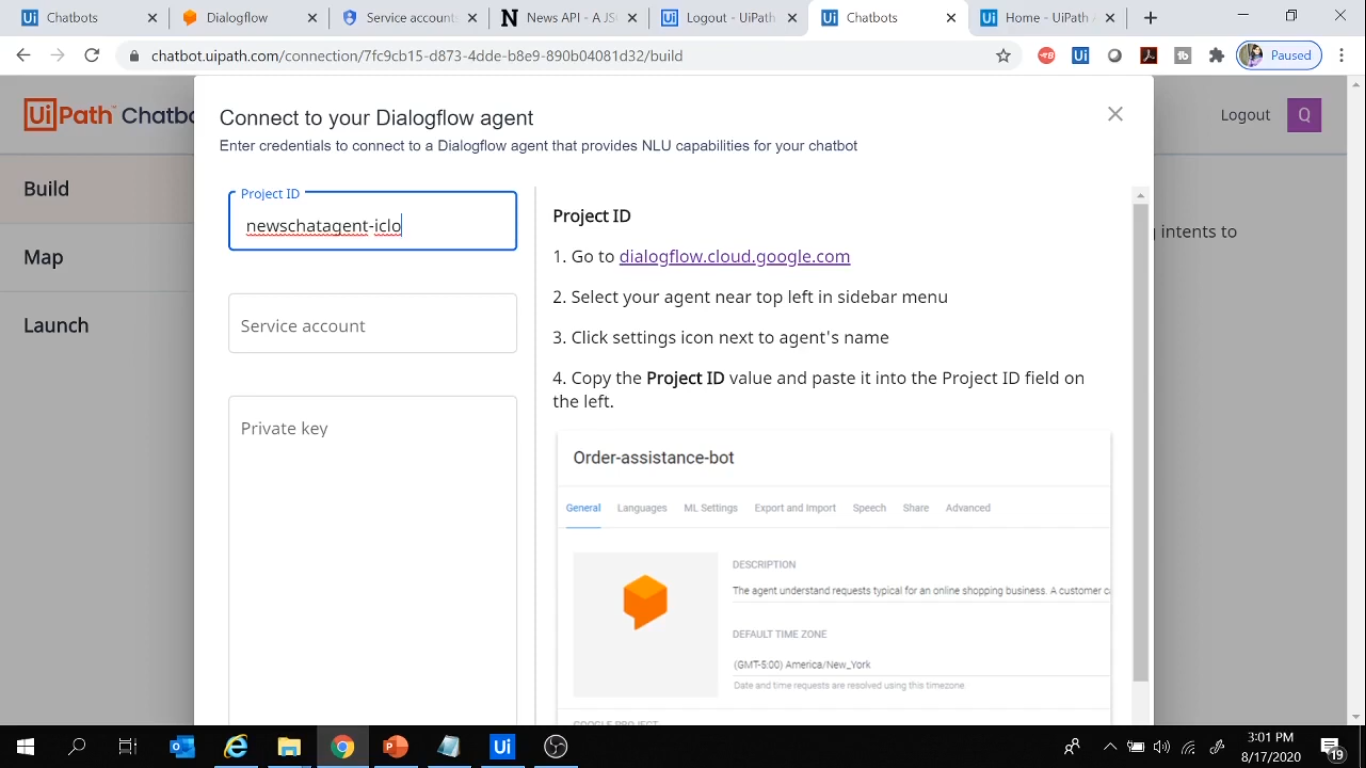 Chatbots
Dialogflow
Service account
News API - A JS
Logout - UiPath
Chatbots
Home - UiPath A
chatbot.uipath.com/connection/7fc9cb15-d873-4dde-b8e9-890b04081d32/build
Ui
Paused
UiPath Chatbo
Logout
Q
Build
Map
Launch
intents to
Connect to your Dialogflow agent
Enter credentials to connect to a Dialogflow agent that provides NLU capabilities for your chatbot
Project ID
newschatagent-iclo
Service account
Private key
Project ID
1. Go to dialogflow.cloud.google.com
2. Select your agent near top left in sidebar menu
3. Click settings icon next to agent's name
4. Copy the Project ID value and paste it into the Project ID field on
the left.
Order-assistance-bot
General Languages ML Settings Export and Import Speech Share Advanced
DESCRIPTION
The agent understand requests typical for an online shopping business. A customer c
DEFAULT TIME ZONE
(GMT-5:00) America/New_York
Date and time requests are resolved using this timezone.
GOOGLE PROJECT
Ui
3:01 PM
8/17/2020
19